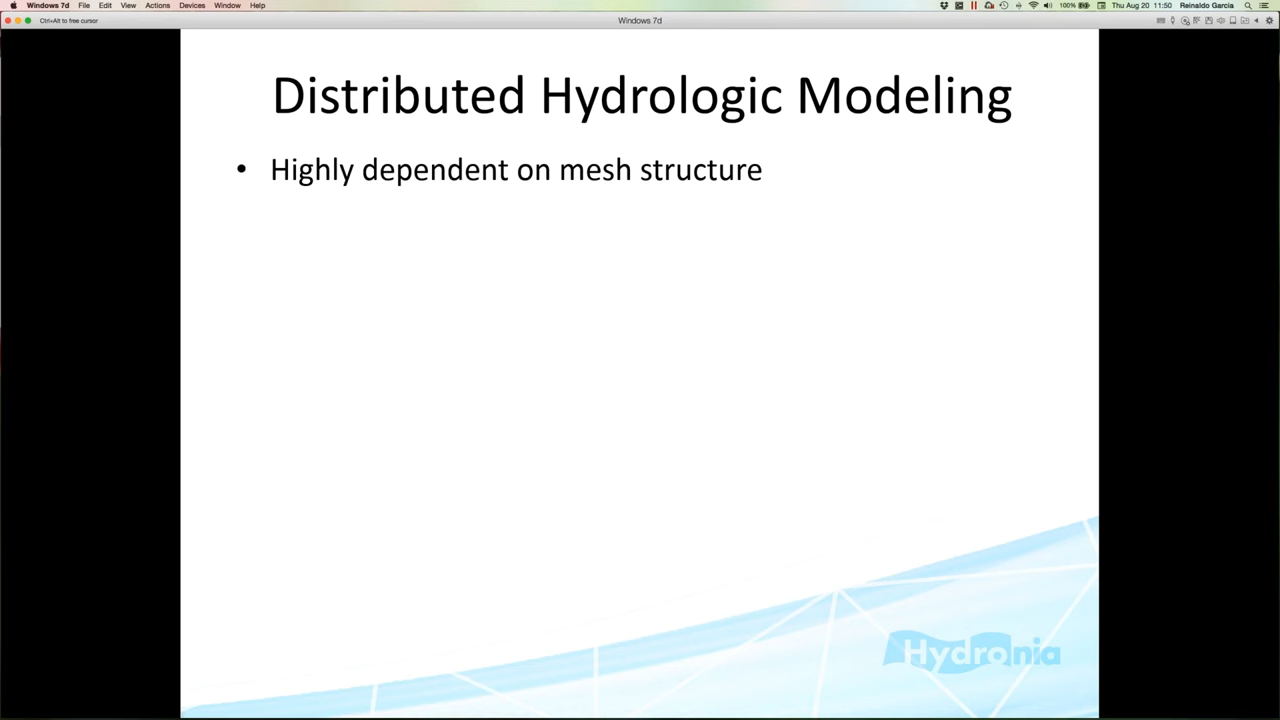 Windows 7d File Edit View Actions Devices Window Help
100% Thu Aug 20 11:50 Reinaldo Garcia
Ctrl+Alt to free cursor
Windows 7d
Distributed Hydrologic Modeling
• Highly dependent on mesh structure
Hydronia